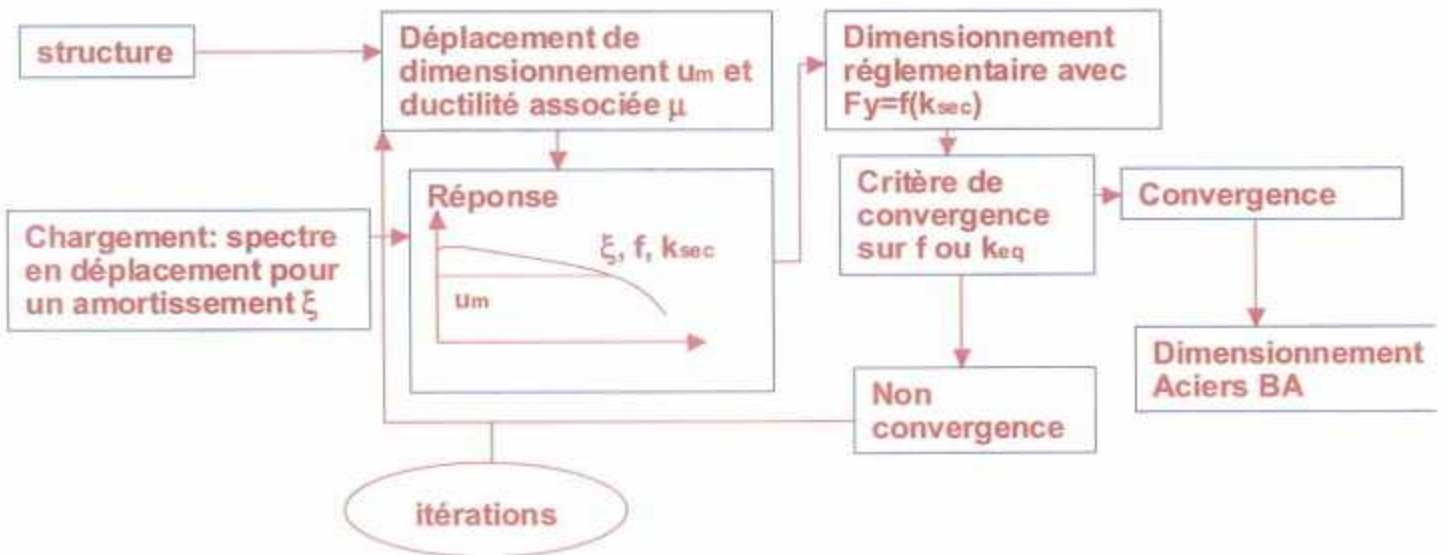 structure
Déplacement de
dimensionnement um et
ductilité associée μ
Dimensionnement
réglementaire avec
Fy=f(ksec)
Chargement: spectre
en déplacement pour
un amortissement ξ
Réponse
ξ, f, ksec
um
Critère de
convergence
sur f ou keq
Convergence
Non
convergence
Dimensionnement
Aciers BA
itérations